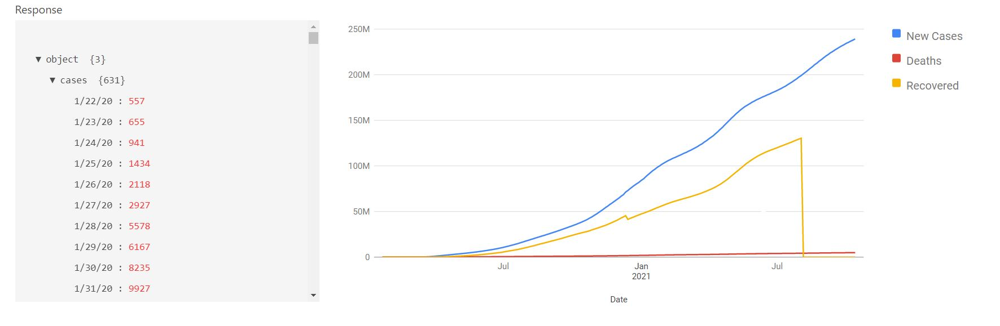 Response
▼ object {3}
▼ cases {631}
1/22/20 : 557
1/23/20 : 655
1/24/20 : 941
1/25/20 : 1434
1/26/20 : 2118
1/27/20 : 2927
1/28/20 : 5578
1/29/20 : 6167
1/30/20 : 8235
1/31/20 : 9927
250M
200M
150M
100M
50M
0
Jul
Jan
2021
Jul
Date
New Cases
Deaths
Recovered